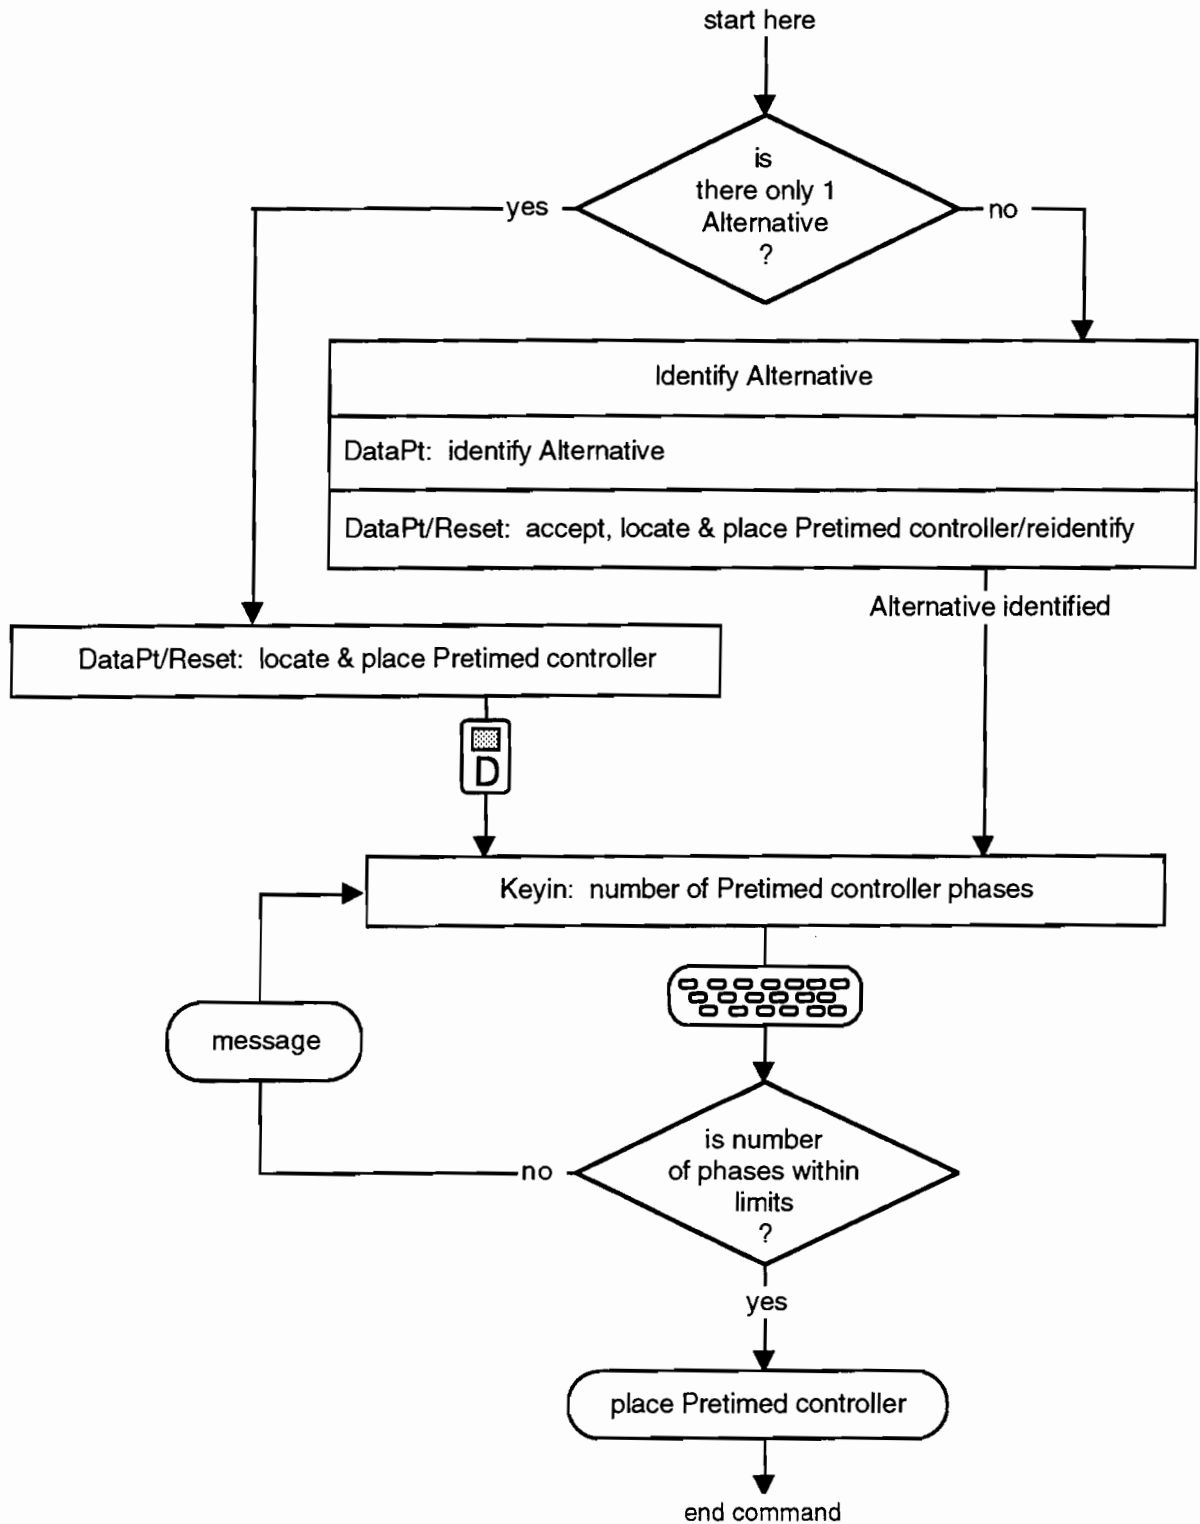 start here
is
there only 1
Alternative
?
yes
no
Identify Alternative
DataPt: identify Alternative
DataPt/Reset: accept, locate & place Pretimed controller/reidentify
Alternative identified
DataPt/Reset: locate & place Pretimed controller
D
Keyin: number of Pretimed controller phases
message
is number
of phases within
limits
?
no
yes
place Pretimed controller
end command